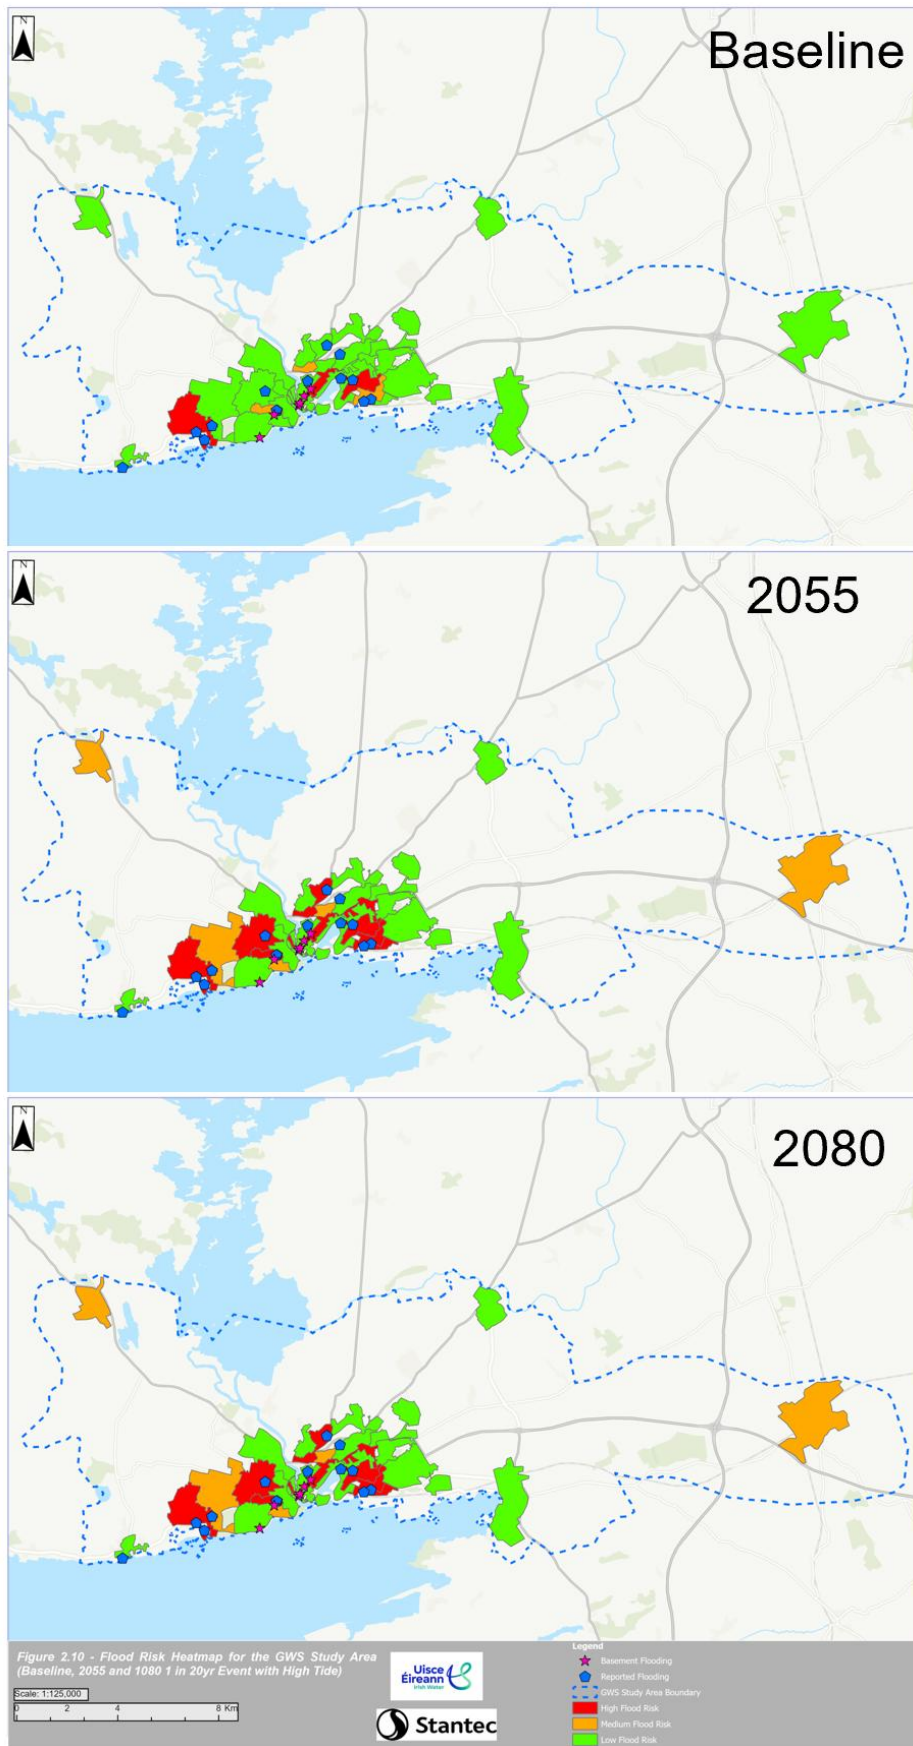 N
Baseline
N
2055
N
2080
Figure 2.10 - Flood Risk Heatmap for the GWS Study Area
(Baseline, 2055 and 1080 1 in 20yr Event with High Tide)
Scale: 1:125,000
0 2 4 8 Km
Uisce
Éireann
Irish Water
Stantec
Legend
Basement Flooding
Reported Flooding
GWS Study Area Boundary
High Flood Risk
Medium Flood Risk
Low Flood Risk